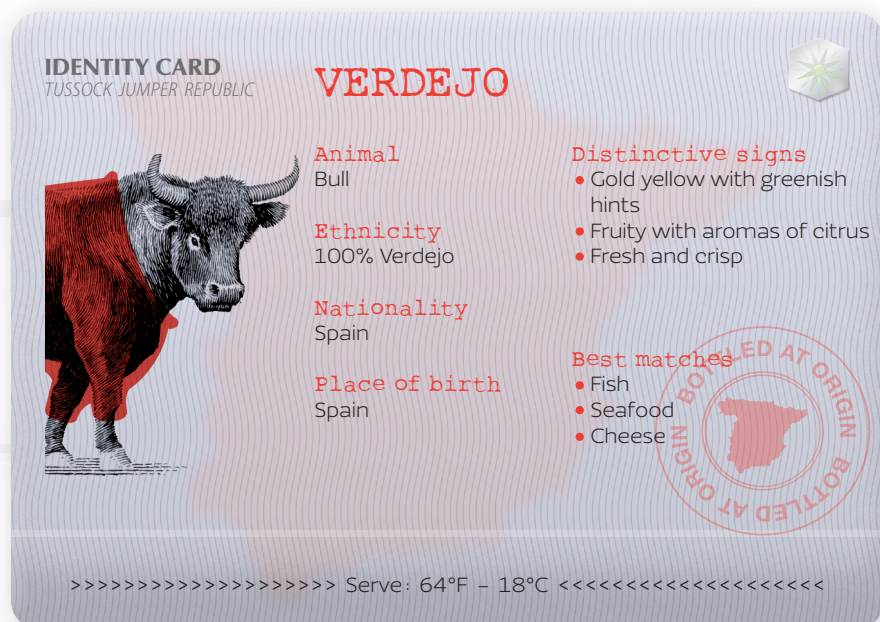 IDENTITY CARD
TUSSOCK JUMPER REPUBLIC
VERDEJO
Animal
Bull
Ethnicity
100% Verdejo
Nationality
Spain
Place of birth
Spain
Distinctive signs
• Gold yellow with greenish
hints
• Fruity with aromas of citrus
• Fresh and crisp
Best matches
• Fish
• Seafood
• Cheese
BOTTLED AT ORIGIN BOTTLED AT ORIGIN
>>>>>>>>>>>>>>>>>>>> Serve: 64°F – 18°C <<<<<<<<<<<<<<<<<<<<